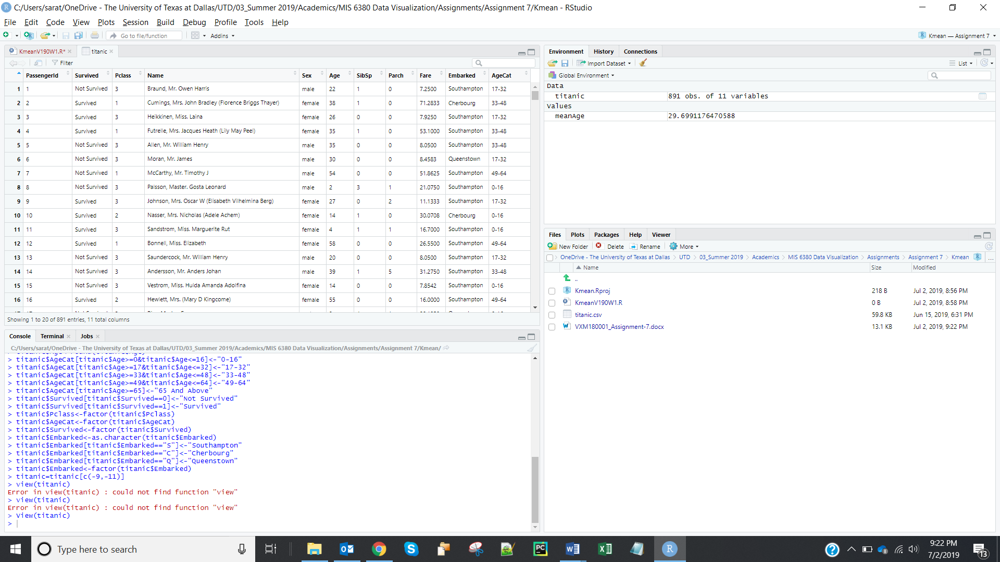 C:/Users/sarat/OneDrive - The University of Texas at Dallas/UTD/03_Summer 2019/Academics/MIS 6380 Data Visualization/Assignments/Assignment 7/Kmean - RStudio
File Edit Code View Plots Session Build Debug Profile Tools Help
Go to file/function Addins Kmean — Assignment 7
KmeanV190W1.R* titanic
Filter
PassengerId Survived Pclass Name Sex Age SibSp Parch Fare Embarked AgeCat
1 1 Not Survived 3 Braund, Mr. Owen Harris male 22 1 0 7.2500 Southampton 17-32
2 2 Survived 1 Cumings, Mrs. John Bradley (Florence Briggs Thayer) female 38 1 0 71.2833 Cherbourg 33-48
3 3 Survived 3 Heikkinen, Miss. Laina female 26 0 0 7.9250 Southampton 17-32
4 4 Survived 1 Futrelle, Mrs. Jacques Heath (Lily May Peel) female 35 1 0 53.1000 Southampton 33-48
5 5 Not Survived 3 Allen, Mr. William Henry male 35 0 0 8.0500 Southampton 33-48
6 6 Not Survived 3 Moran, Mr. James male 30 0 0 8.4583 Queenstown 17-32
7 7 Not Survived 1 McCarthy, Mr. Timothy J male 54 0 0 51.8625 Southampton 49-64
8 8 Not Survived 3 Palsson, Master. Gosta Leonard male 2 3 1 21.0750 Southampton 0-16
9 9 Survived 3 Johnson, Mrs. Oscar W (Elisabeth Vilhelmina Berg) female 27 0 2 11.1333 Southampton 17-32
10 10 Survived 2 Nasser, Mrs. Nicholas (Adele Achem) female 14 1 0 30.0708 Cherbourg 0-16
11 11 Survived 3 Sandstrom, Miss. Marguerite Rut female 4 1 1 16.7000 Southampton 0-16
12 12 Survived 1 Bonnell, Miss. Elizabeth female 58 0 0 26.5500 Southampton 49-64
13 13 Not Survived 3 Saundercock, Mr. William Henry male 20 0 0 8.0500 Southampton 17-32
14 14 Not Survived 3 Andersson, Mr. Anders Johan male 39 1 5 31.2750 Southampton 33-48
15 15 Not Survived 3 Vestrom, Miss. Hulda Amanda Adolfina female 14 0 0 7.8542 Southampton 0-16
16 16 Survived 2 Hewlett, Mrs. (Mary D Kingcome) female 55 0 0 16.0000 Southampton 49-64
Showing 1 to 20 of 891 entries, 11 total columns
Console Terminal Jobs
C:/Users/sarat/OneDrive - The University of Texas at Dallas/UTD/03_Summer 2019/Academics/MIS 6380 Data Visualization/Assignments/Assignment 7/Kmean/
> titanic$AgeCat[titanic$Age>=0&titanic$Age<=16]<-"0-16"
> titanic$AgeCat[titanic$Age>=17&titanic$Age<=32]<-"17-32"
> titanic$AgeCat[titanic$Age>=33&titanic$Age<=48]<-"33-48"
> titanic$AgeCat[titanic$Age>=49&titanic$Age<=64]<-"49-64"
> titanic$AgeCat[titanic$Age>=65]<-"65 And Above"
> titanic$Survived[titanic$Survived==0]<-"Not Survived"
> titanic$Survived[titanic$Survived==1]<-"Survived"
> titanic$Pclass<-factor(titanic$Pclass)
> titanic$AgeCat<-factor(titanic$AgeCat)
> titanic$Survived<-factor(titanic$Survived)
> titanic$Embarked<-as.character(titanic$Embarked)
> titanic$Embarked[titanic$Embarked=="S"]<-"Southampton"
> titanic$Embarked[titanic$Embarked=="C"]<-"Cherbourg"
> titanic$Embarked[titanic$Embarked=="Q"]<-"Queenstown"
> titanic$Embarked<-factor(titanic$Embarked)
> titanic=titanic[c(-9,-11)]
> view(titanic)
Error in view(titanic) : could not find function "view"
> view(titanic)
Error in view(titanic) : could not find function "view"
> View(titanic)
>
Environment History Connections
Import Dataset List
Global Environment
Data
titanic 891 obs. of 11 variables
Values
meanAge 29.6991176470588
Files Plots Packages Help Viewer
New Folder Delete Rename More
OneDrive - The University of Texas at Dallas UTD 03_Summer 2019 Academics MIS 6380 Data Visualization Assignments Assignment 7 Kmean ...
Name Size Modified
..
Kmean.Rproj 218 B Jul 2, 2019, 8:56 PM
KmeanV190W1.R 0 B Jul 2, 2019, 8:58 PM
titanic.csv 59.8 KB Jun 15, 2019, 6:31 PM
VXM180001_Assignment-7.docx 13.1 KB Jul 2, 2019, 9:22 PM
Type here to search
9:22 PM
7/2/2019
13